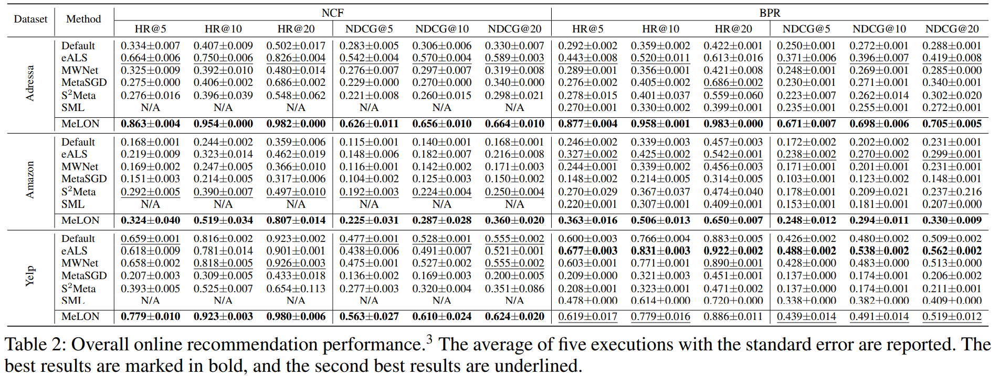 NCF BPR
Dataset Method HR@5 HR@10 HR@20 NDCG@5 NDCG@10 NDCG@20 HR@5 HR@10 HR@20 NDCG@5 NDCG@10 NDCG@20
Adressa
Default 0.334±0.007 0.407±0.009 0.502±0.017 0.283±0.005 0.306±0.006 0.330±0.007 0.292±0.002 0.359±0.002 0.422±0.001 0.250±0.001 0.272±0.001 0.288±0.001
eALS 0.664±0.006 0.750±0.006 0.826±0.004 0.542±0.004 0.570±0.004 0.589±0.003 0.443±0.008 0.520±0.011 0.613±0.016 0.371±0.006 0.396±0.007 0.419±0.008
MWNet 0.325±0.009 0.392±0.010 0.480±0.014 0.276±0.007 0.297±0.007 0.319±0.008 0.289±0.001 0.356±0.001 0.421±0.008 0.248±0.001 0.269±0.001 0.285±0.000
MetaSGD 0.275±0.000 0.406±0.002 0.686±0.002 0.229±0.000 0.270±0.000 0.340±0.000 0.276±0.002 0.405±0.002 0.686±0.002 0.230±0.001 0.271±0.001 0.340±0.001
S²Meta 0.276±0.016 0.396±0.039 0.548±0.062 0.221±0.008 0.260±0.015 0.298±0.021 0.278±0.015 0.401±0.037 0.559±0.060 0.223±0.007 0.262±0.014 0.302±0.020
SML N/A N/A N/A N/A N/A N/A 0.270±0.001 0.330±0.002 0.399±0.001 0.235±0.001 0.255±0.001 0.272±0.001
MeLON 0.863±0.004 0.954±0.000 0.982±0.000 0.626±0.011 0.656±0.010 0.664±0.010 0.877±0.004 0.958±0.001 0.983±0.000 0.671±0.007 0.698±0.006 0.705±0.005
Amazon
Default 0.168±0.001 0.244±0.002 0.359±0.006 0.115±0.001 0.140±0.001 0.168±0.001 0.246±0.002 0.339±0.003 0.457±0.003 0.172±0.002 0.202±0.002 0.231±0.001
eALS 0.219±0.009 0.323±0.014 0.462±0.019 0.148±0.006 0.182±0.007 0.216±0.008 0.327±0.002 0.425±0.002 0.542±0.001 0.238±0.002 0.270±0.002 0.299±0.001
MWNet 0.169±0.002 0.247±0.005 0.366±0.010 0.116±0.001 0.142±0.002 0.171±0.003 0.244±0.001 0.339±0.002 0.456±0.003 0.171±0.001 0.201±0.001 0.231±0.001
MetaSGD 0.151±0.003 0.214±0.005 0.317±0.006 0.104±0.002 0.125±0.003 0.150±0.002 0.148±0.002 0.214±0.005 0.314±0.005 0.103±0.001 0.123±0.002 0.148±0.001
S²Meta 0.292±0.005 0.390±0.007 0.497±0.010 0.192±0.003 0.224±0.004 0.250±0.004 0.270±0.029 0.367±0.037 0.474±0.040 0.178±0.001 0.209±0.021 0.237±0.216
SML N/A N/A N/A N/A N/A N/A 0.220±0.001 0.307±0.001 0.409±0.001 0.153±0.001 0.181±0.001 0.207±0.000
MeLON 0.324±0.040 0.519±0.034 0.807±0.014 0.225±0.031 0.287±0.028 0.360±0.020 0.363±0.016 0.506±0.013 0.650±0.007 0.248±0.012 0.294±0.011 0.330±0.009
Yelp
Default 0.659±0.001 0.816±0.002 0.923±0.002 0.477±0.001 0.528±0.001 0.555±0.002 0.600±0.003 0.766±0.004 0.883±0.005 0.426±0.002 0.480±0.002 0.509±0.002
eALS 0.618±0.009 0.781±0.014 0.901±0.001 0.438±0.006 0.491±0.007 0.521±0.001 0.677±0.003 0.831±0.003 0.922±0.002 0.488±0.002 0.538±0.002 0.562±0.002
MWNet 0.658±0.002 0.818±0.005 0.926±0.003 0.475±0.001 0.527±0.002 0.555±0.002 0.603±0.001 0.771±0.001 0.890±0.001 0.428±0.000 0.483±0.000 0.513±0.000
MetaSGD 0.207±0.003 0.309±0.005 0.433±0.018 0.136±0.002 0.169±0.003 0.200±0.005 0.209±0.000 0.321±0.003 0.451±0.001 0.137±0.000 0.174±0.001 0.206±0.002
S²Meta 0.393±0.005 0.525±0.007 0.654±0.113 0.277±0.003 0.320±0.004 0.351±0.086 0.208±0.001 0.323±0.001 0.471±0.002 0.137±0.000 0.174±0.001 0.211±0.001
SML N/A N/A N/A N/A N/A N/A 0.478±0.000 0.614±0.000 0.720±0.000 0.338±0.000 0.382±0.000 0.409±0.000
MeLON 0.779±0.010 0.923±0.003 0.980±0.006 0.563±0.027 0.610±0.024 0.624±0.020 0.619±0.017 0.779±0.016 0.886±0.011 0.439±0.014 0.491±0.014 0.519±0.012
Table 2: Overall online recommendation performance.³ The average of five executions with the standard error are reported. The
best results are marked in bold, and the second best results are underlined.